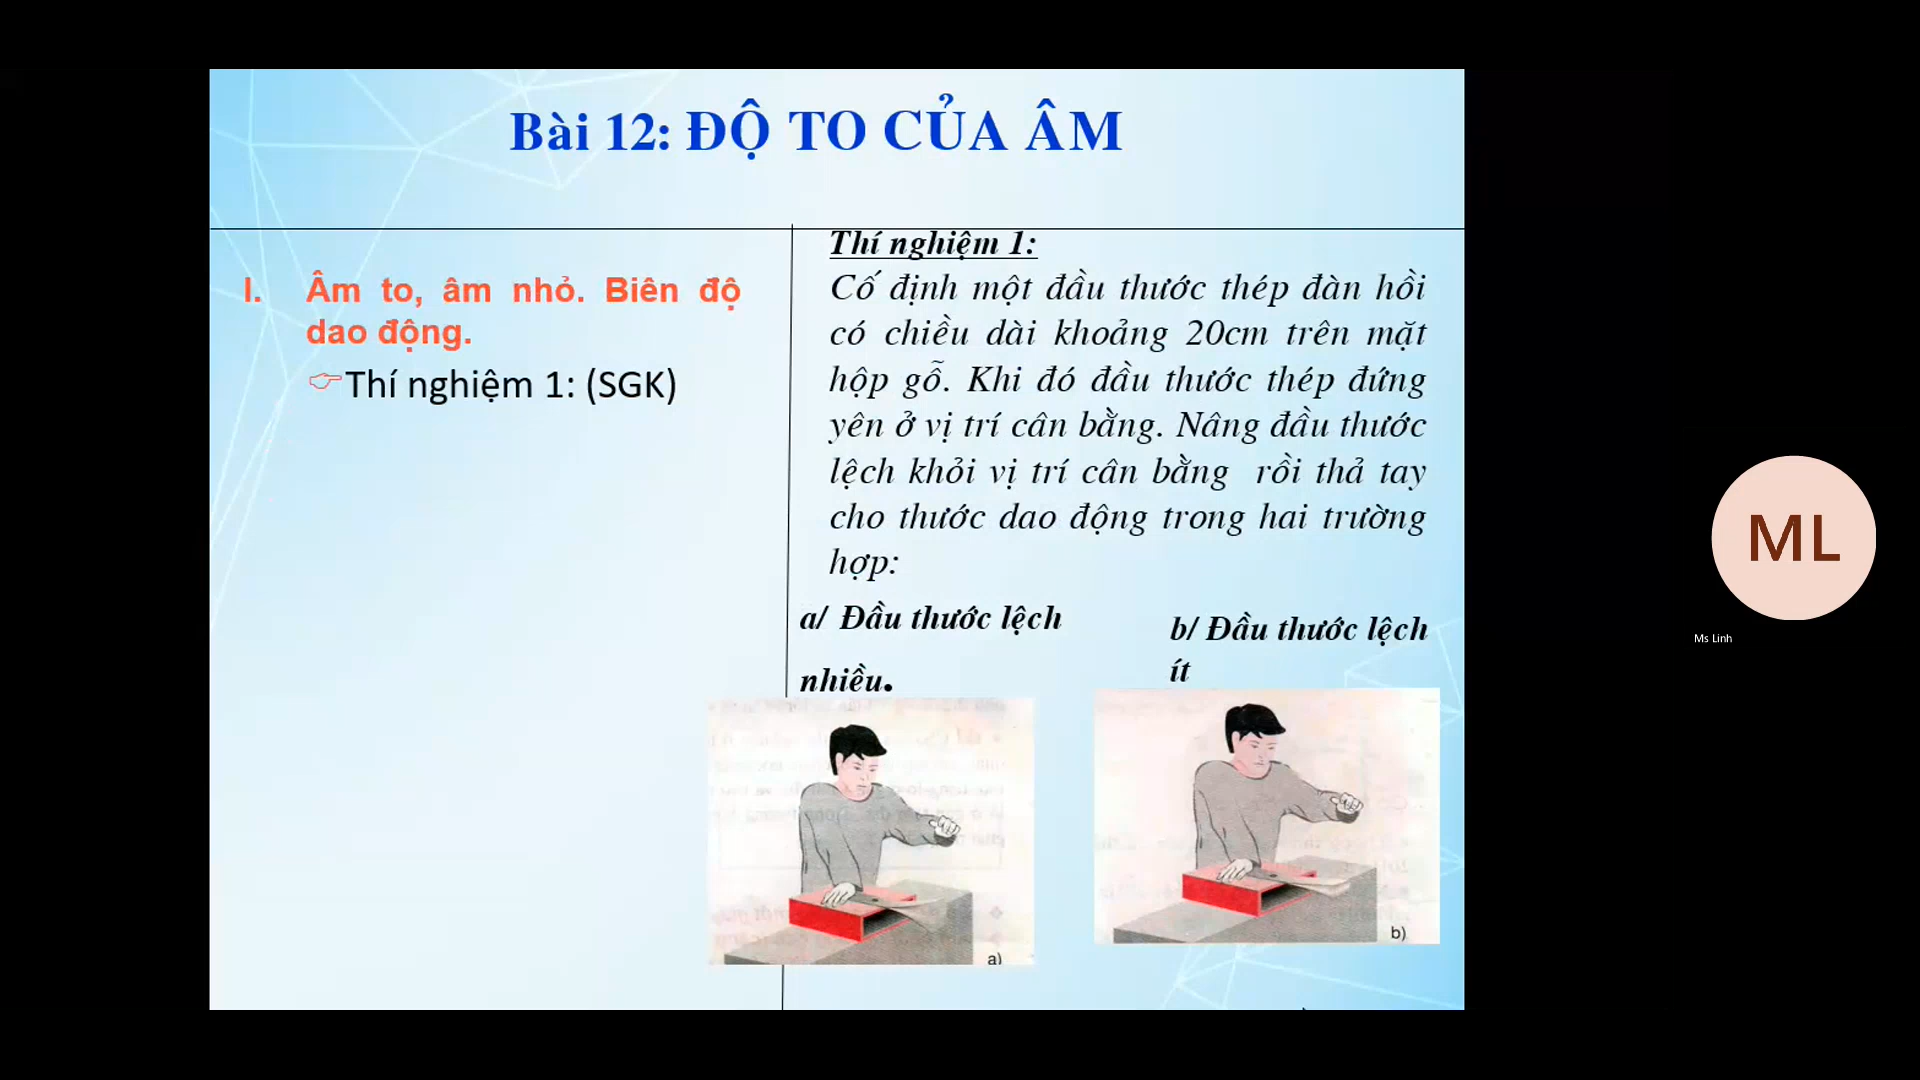 Bài 12: ĐỘ TO CỦA ÂM
I. Âm to, âm nhỏ. Biên độ
dao động.
Thí nghiệm 1: (SGK)
Thí nghiệm 1:
Cố định một đầu thước thép đàn hồi
có chiều dài khoảng 20cm trên mặt
hộp gỗ. Khi đó đầu thước thép đứng
yên ở vị trí cân bằng. Nâng đầu thước
lệch khỏi vị trí cân bằng rồi thả tay
cho thước dao động trong hai trường
hợp:
a/ Đầu thước lệch
nhiều.
b/ Đầu thước lệch
ít
a)
b)
ML
Ms Linh